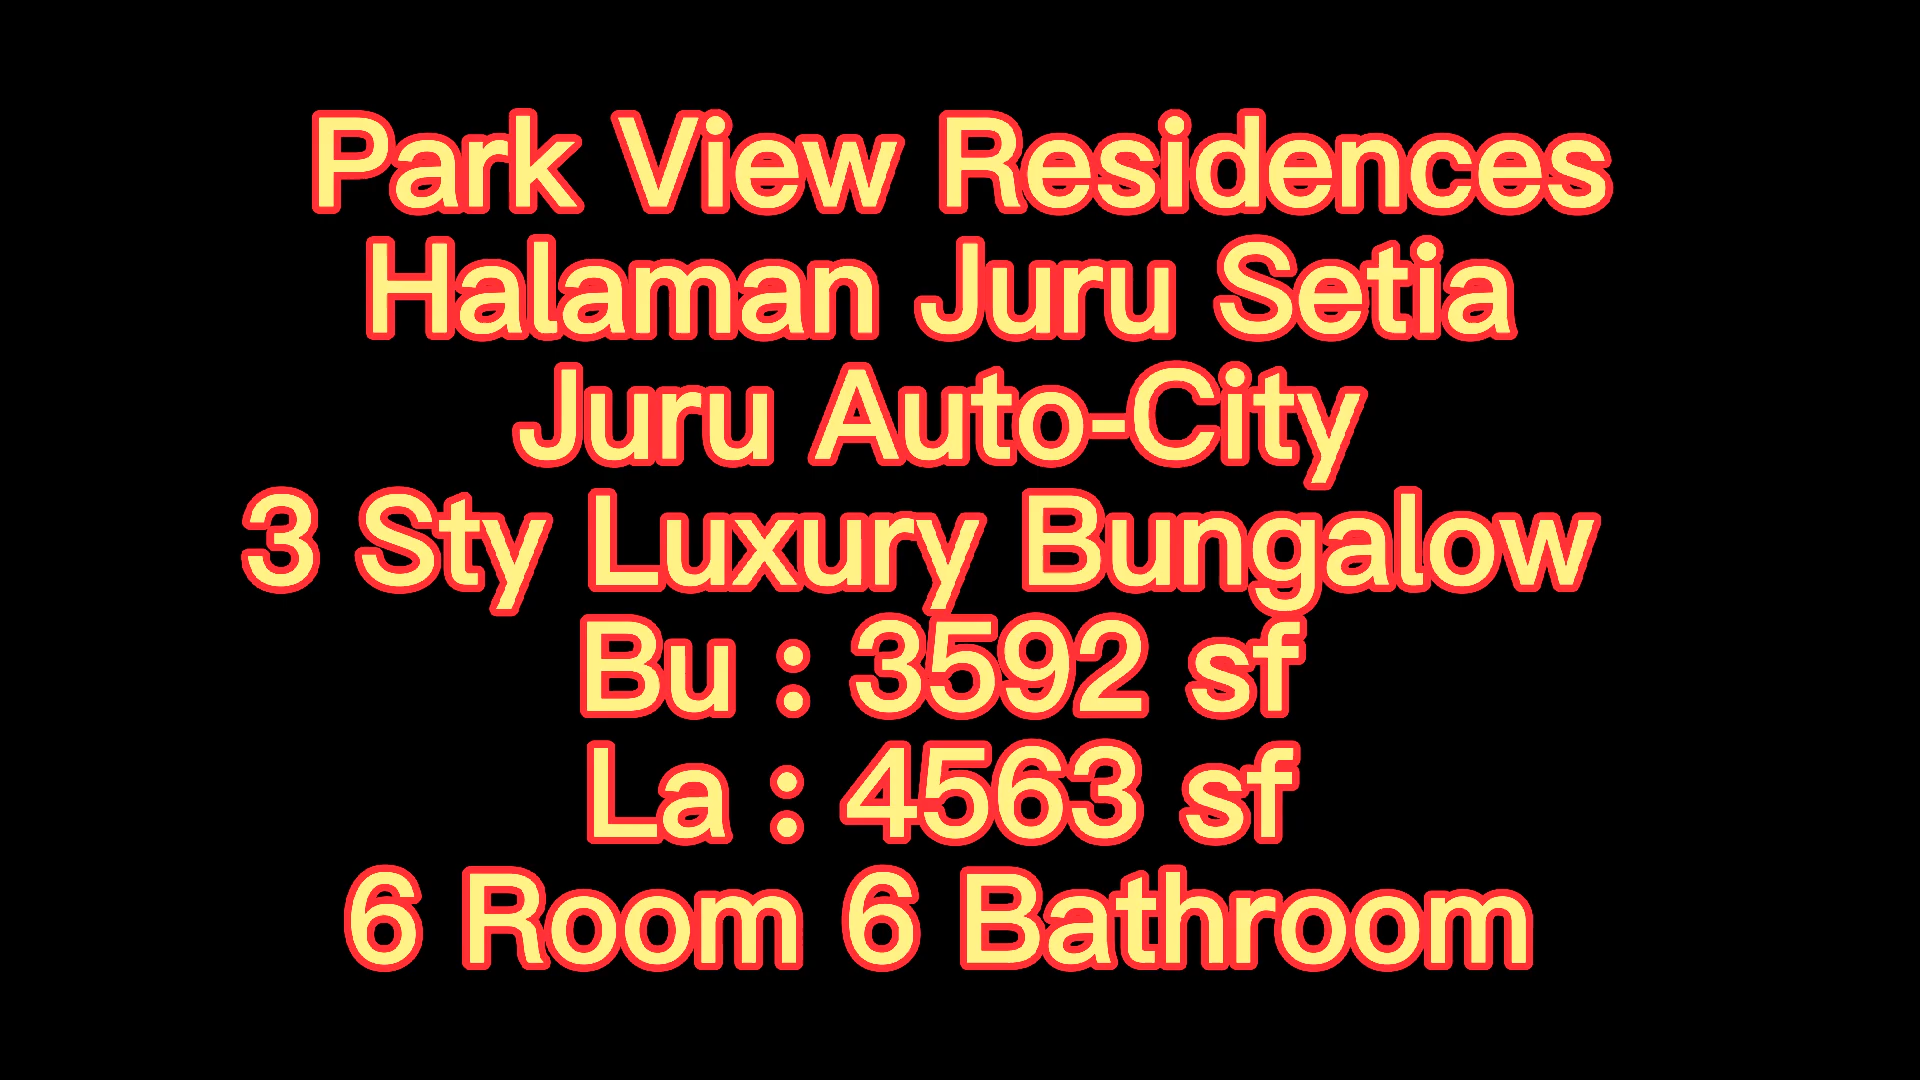 Park View Residences
Halaman Juru Setia
Juru Auto-City
3 Sty Luxury Bungalow
Bu : 3592 sf
La : 4563 sf
6 Room 6 Bathroom